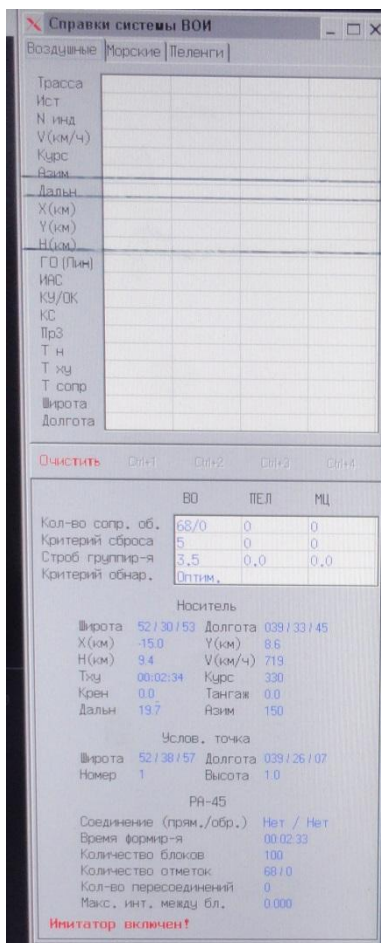 Справки системы ВОИ
Воздушные Морские Пеленги
Трасса
Ист
N инд
V(км/ч)
Курс
Азим
Дальн
X(км)
Y(км)
H(км)
ГО (Лин)
ИАС
КУ/ОК
КС
ПрЗ
Т н
Т ху
Т сопр
Широта
Долгота
Очистить Ctrl+1 Ctrl+2 Ctrl+3 Ctrl+4
ВО ПЕЛ МЦ
Кол-во сопр. об. 68/0 0 0
Критерий сброса 5 0 0
Строб группир-я 3.5 0.0 0.0
Критерий обнар. Оптим.
Носитель
Широта 52/30/53 Долгота 039/33/45
X(км) -15.0 Y(км) 8.6
H(км) 9.4 V(км/ч) 719
Тху 00:02:34 Курс 330
Крен 0.0 Тангаж 0.0
Дальн 19.7 Азим 150
Услов. точка
Широта 52/38/57 Долгота 039/26/07
Номер 1 Высота 1.0
РА-45
Соединение (прям./обр.) Нет / Нет
Время формир-я 00:02:33
Количество блоков 100
Количество отметок 68/0
Кол-во пересоединений 0
Макс. инт. между бл. 0.000
Имитатор включен!